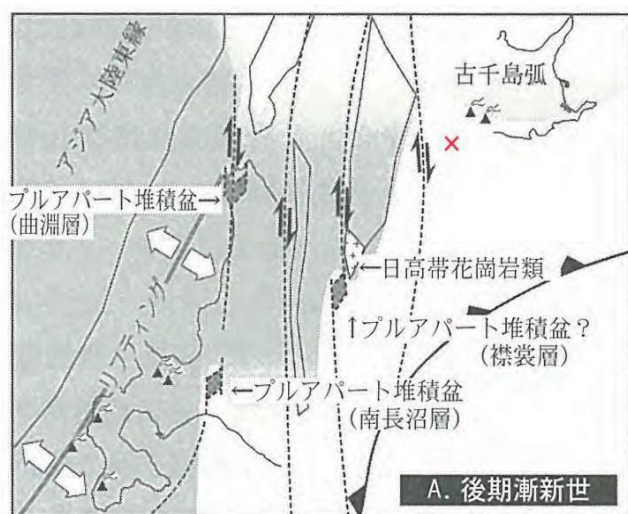 アジア大陸東縁
古千島弧
プルアパート堆積盆→
(曲淵層)
←日高帯花崗岩類
リフティング
↑プルアパート堆積盆？
(襟裳層)
←プルアパート堆積盆
(南長沼層)
A. 後期漸新世